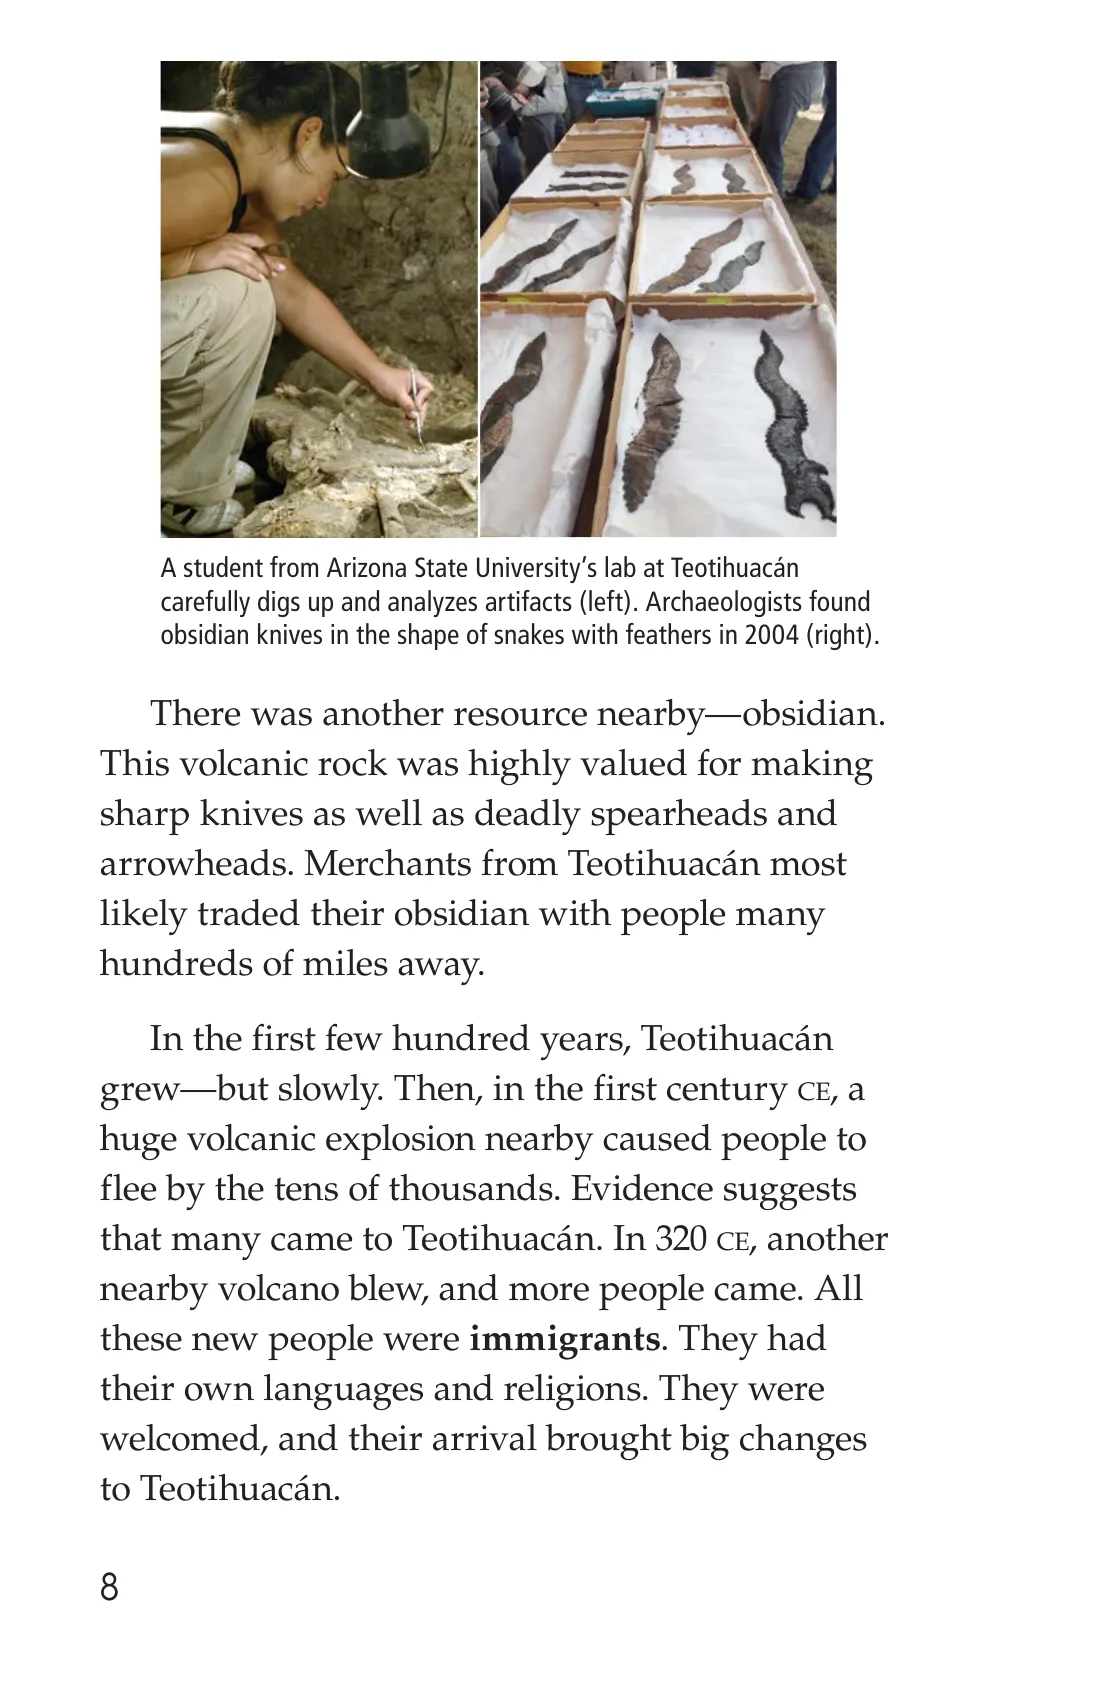 A student from Arizona State University’s lab at Teotihuacán
carefully digs up and analyzes artifacts (left). Archaeologists found
obsidian knives in the shape of snakes with feathers in 2004 (right).
There was another resource nearby—obsidian.
This volcanic rock was highly valued for making
sharp knives as well as deadly spearheads and
arrowheads. Merchants from Teotihuacán most
likely traded their obsidian with people many
hundreds of miles away.
In the first few hundred years, Teotihuacán
grew—but slowly. Then, in the first century CE, a
huge volcanic explosion nearby caused people to
flee by the tens of thousands. Evidence suggests
that many came to Teotihuacán. In 320 CE, another
nearby volcano blew, and more people came. All
these new people were immigrants. They had
their own languages and religions. They were
welcomed, and their arrival brought big changes
to Teotihuacán.
8